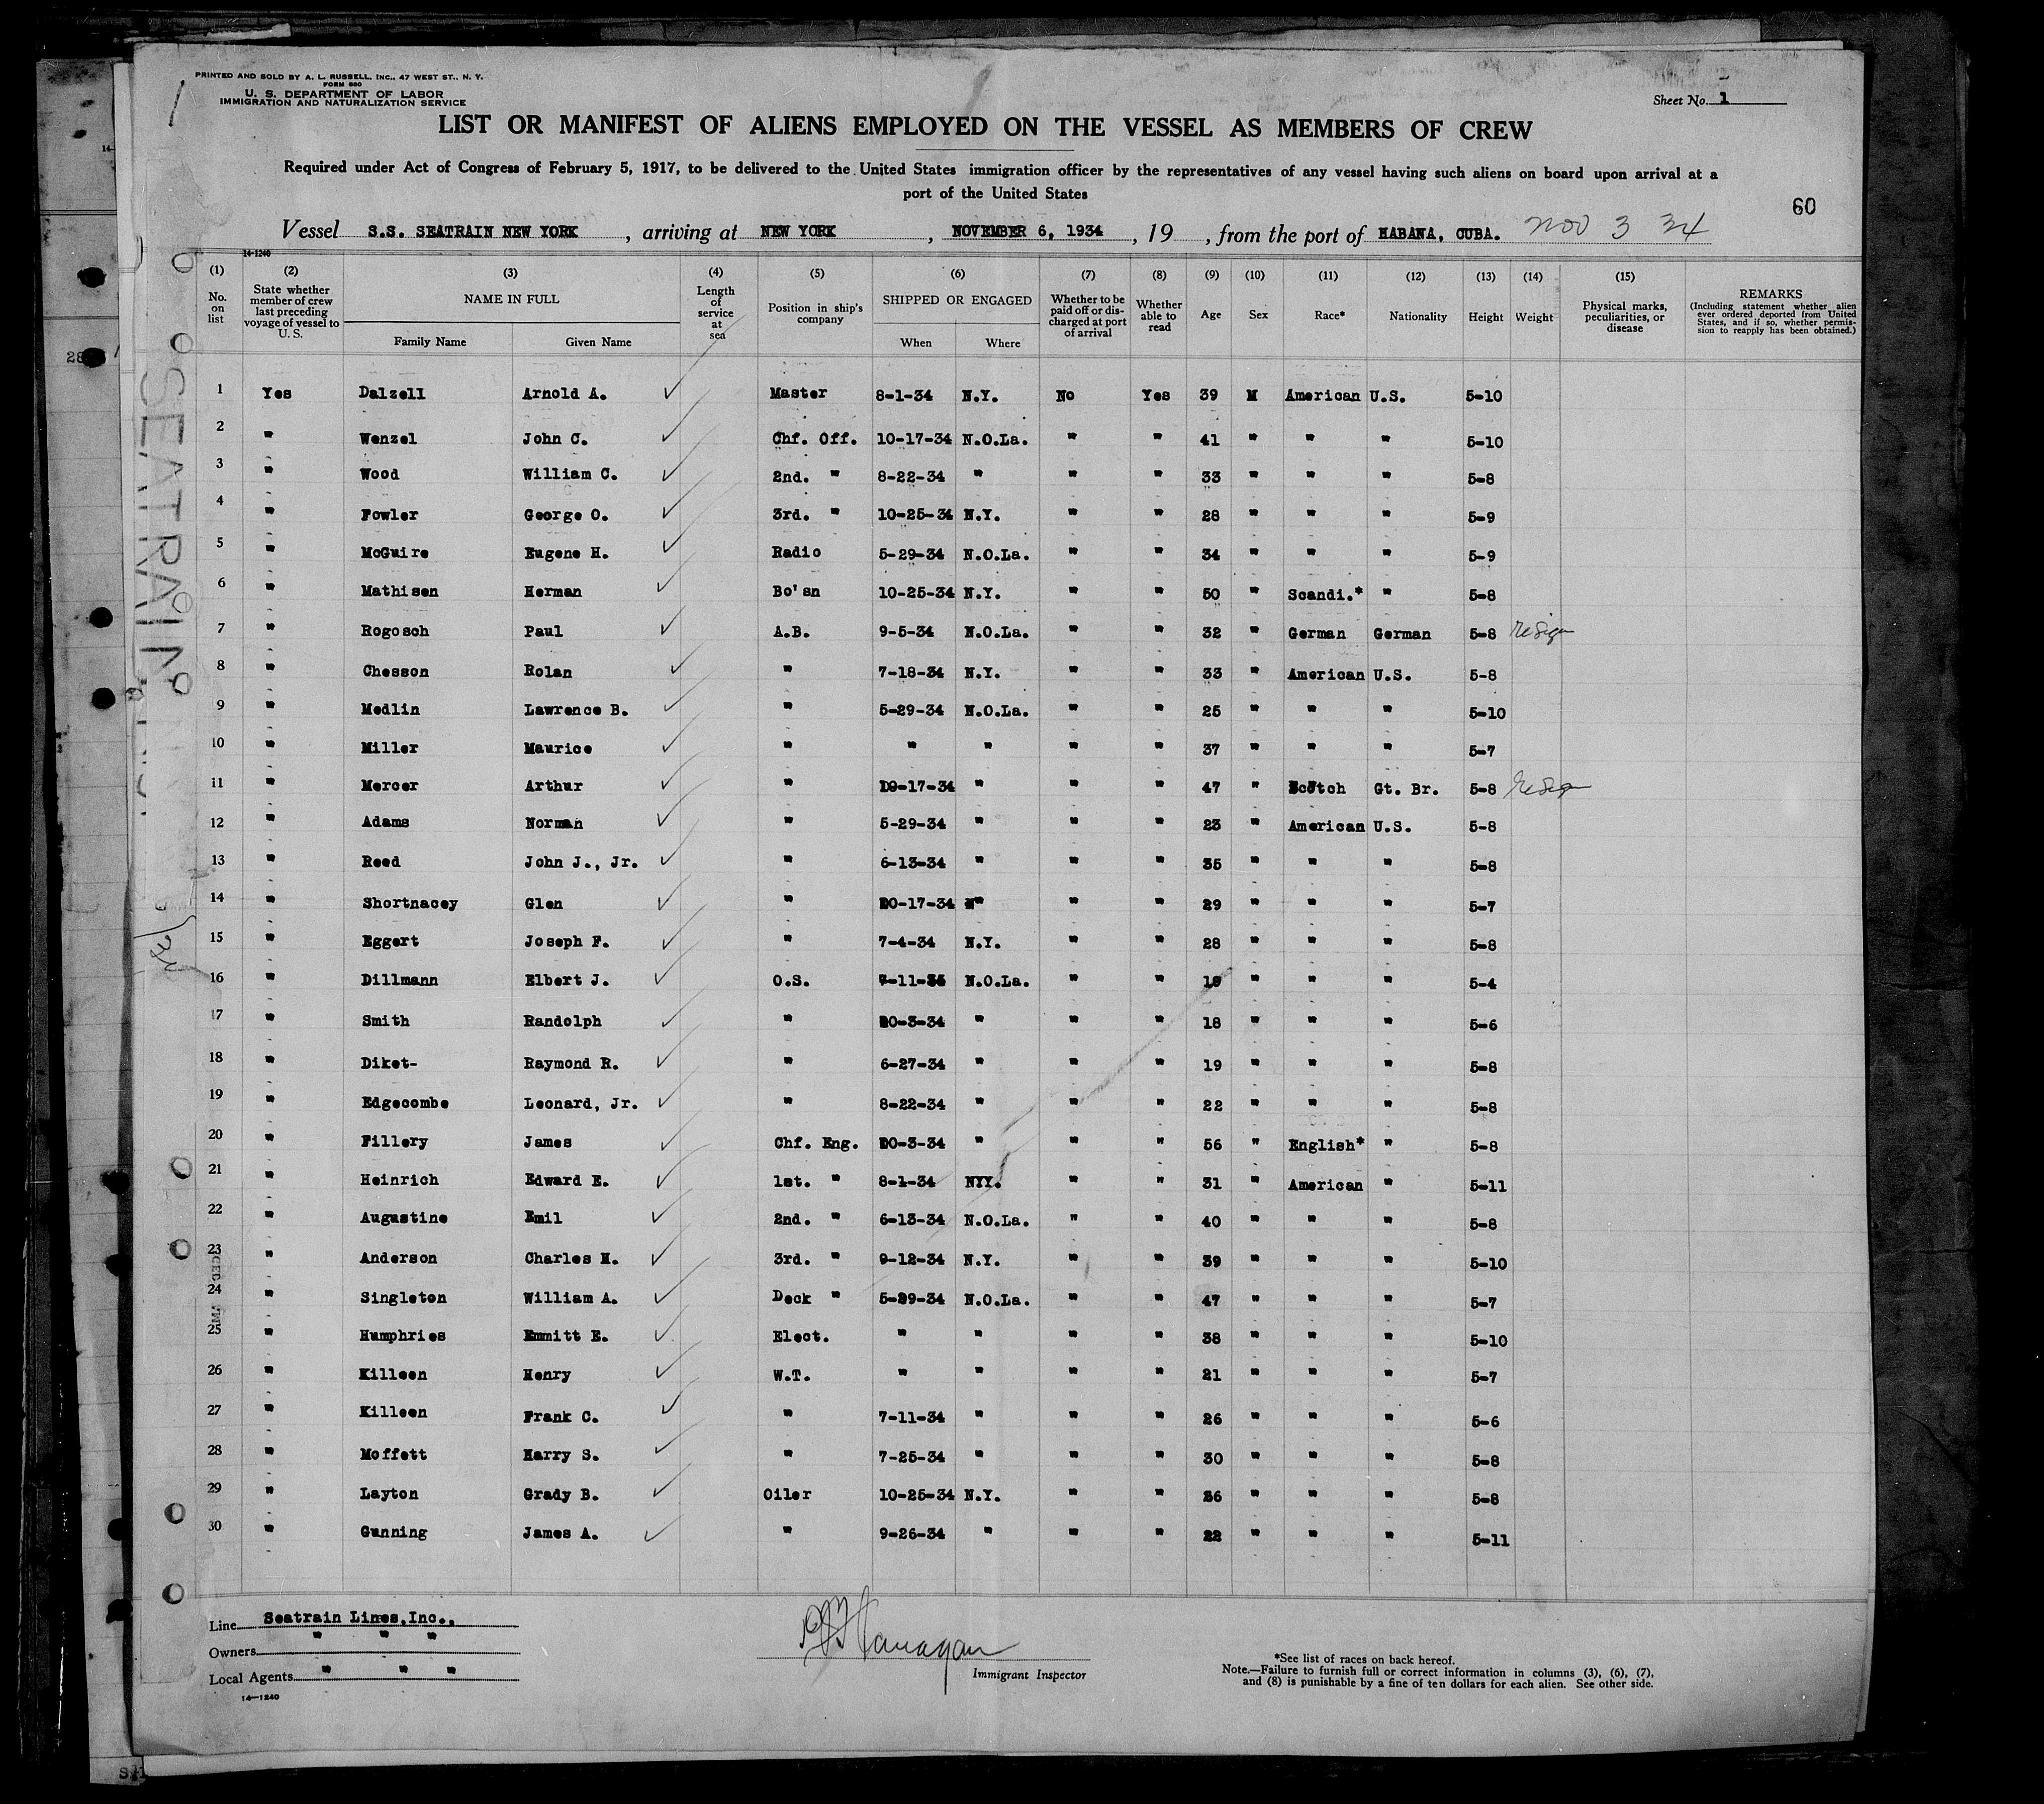 PRINTED AND SOLD BY A. L. RUSSELL, INC., 47 WEST ST., N. Y.
FORM 680
U. S. DEPARTMENT OF LABOR
IMMIGRATION AND NATURALIZATION SERVICE
Sheet No. 1
LIST OR MANIFEST OF ALIENS EMPLOYED ON THE VESSEL AS MEMBERS OF CREW
Required under Act of Congress of February 5, 1917, to be delivered to the United States immigration officer by the representatives of any vessel having such aliens on board upon arrival at a
port of the United States
60
Vessel S.S. SEATRAIN NEW YORK , arriving at NEW YORK , NOVEMBER 6, 1934 , 19 , from the port of HABANA, CUBA. Nov 3 34
14-1240
(1) (2) (3) (4) (5) (6) (7) (8) (9) (10) (11) (12) (13) (14) (15)
No. on list
State whether member of crew last preceding voyage of vessel to U. S.
NAME IN FULL
Family Name Given Name
Length of service at sea
Position in ship's company
SHIPPED OR ENGAGED
When Where
Whether to be paid off or discharged at port of arrival
Whether able to read
Age Sex Race* Nationality Height Weight
Physical marks, peculiarities, or disease
REMARKS
(Including statement whether alien ever ordered deported from United States, and if so, whether permission to reapply has been obtained.)
1 Yes Dalzell Arnold A. ✓ Master 8-1-34 N.Y. No Yes 39 M American U.S. 5-10
2 " Wenzel John C. ✓ Chf. Off. 10-17-34 N.O.La. " " 41 " " " 5-10
3 " Wood William C. ✓ 2nd. " 8-22-34 " " " 33 " " " 5-8
4 " Fowler George O. ✓ 3rd. " 10-25-34 N.Y. " " 28 " " " 5-9
5 " McGuire Eugene H. ✓ Radio 5-29-34 N.O.La. " " 34 " " " 5-9
6 " Mathisen Herman ✓ Bo'sn 10-25-34 N.Y. " " 50 " Scandi.* " 5-8
7 " Rogosch Paul ✓ A.B. 9-5-34 N.O.La. " " 32 " German German 5-8 resign
8 " Chesson Rolan ✓ " 7-18-34 N.Y. " " 33 " American U.S. 5-8
9 " Medlin Lawrence B. ✓ " 5-29-34 N.O.La. " " 25 " " " 5-10
10 " Miller Maurice ✓ " " " " " 37 " " " 5-7
11 " Mercer Arthur ✓ " 10-17-34 " " " 47 " Scotch Gt. Br. 5-8 resign
12 " Adams Norman ✓ " 5-29-34 " " " 23 " American U.S. 5-8
13 " Reed John J., Jr. ✓ " 6-13-34 " " " 35 " " " 5-8
14 " Shortnacey Glen ✓ " 10-17-34 " " " 29 " " " 5-7
15 " Eggert Joseph F. ✓ " 7-4-34 N.Y. " " 28 " " " 5-8
16 " Dillmann Elbert J. ✓ O.S. N.O.La. " " 19 " " " 5-4
17 " Smith Randolph ✓ " 10-3-34 " " " 18 " " " 5-6
18 " Diket- Raymond R. ✓ " 6-27-34 " " " 19 " " " 5-8
19 " Edgecombe Leonard, Jr. ✓ " 8-22-34 " " " 22 " " " 5-8
20 " Fillery James ✓ Chf. Eng. 10-3-34 " " " 56 " English* " 5-8
21 " Heinrich Edward E. ✓ 1st. " 8-1-34 NYY. " " 31 " American " 5-11
22 " Augustine Emil ✓ 2nd. " 6-13-34 N.O.La. " " 40 " " " 5-8
23 " Anderson Charles H. ✓ 3rd. " 9-12-34 N.Y. " " 39 " " " 5-10
24 " Singleton William A. ✓ Deck " 5-29-34 N.O.La. " " 47 " " " 5-7
25 " Humphries Emmitt E. ✓ Elect. " " " " 38 " " " 5-10
26 " Killeen Henry ✓ W.T. " " " " 21 " " " 5-7
27 " Killeen Frank C. ✓ " 7-11-34 " " " 26 " " " 5-6
28 " Moffett Harry S. ✓ " 7-25-34 " " " 30 " " " 5-8
29 " Layton Grady B. ✓ Oiler 10-25-34 N.Y. " " 26 " " " 5-8
30 " Gunning James A. ✓ " 9-26-34 " " " 22 " " " 5-11
Line Seatrain Lines,Inc.,
Owners " " "
Local Agents " " "
14-1240
Flanagan
Immigrant Inspector
*See list of races on back hereof.
Note.—Failure to furnish full or correct information in columns (3), (6), (7),
and (8) is punishable by a fine of ten dollars for each alien. See other side.
SEATRAIN